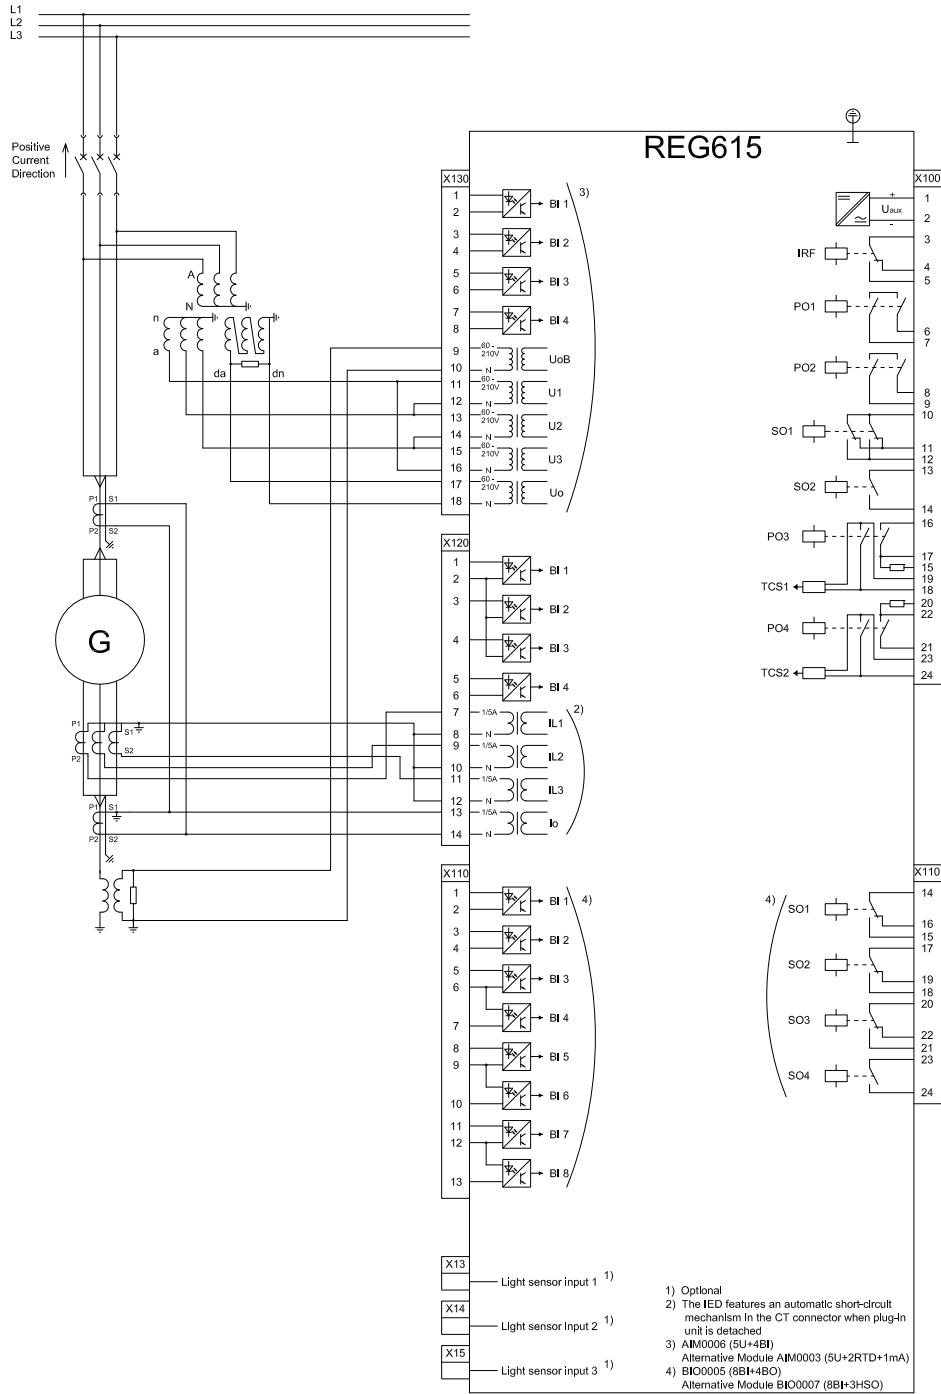 L1
L2
L3
Positive
Current
Direction
A
N
n
a
da
dn
P1 S1
P2 S2
G
P1
S1
S2
P2
P1 S1
P2 S2
REG615
X130
1
2
BI 1
3)
3
4
BI 2
5
6
BI 3
7
8
BI 4
9
60 -
210V
UoB
10
N
11
60 -
210V
U1
12
N
13
60 -
210V
U2
14
N
15
60 -
210V
U3
16
N
17
60 -
210V
Uo
18
N
X120
1
2
BI 1
3
BI 2
4
BI 3
5
6
BI 4
7
1/5A
IL1
2)
8
N
9
1/5A
IL2
10
N
11
1/5A
IL3
12
N
13
1/5A
Io
14
N
X110
1
2
BI 1
4)
3
4
BI 2
5
6
BI 3
7
BI 4
8
9
BI 5
10
BI 6
11
12
BI 7
13
BI 8
X13
Light sensor input 1 1)
X14
Light sensor input 2 1)
X15
Light sensor input 3 1)
X100
+
Uaux
-
1
2
IRF
3
4
5
PO1
6
7
PO2
8
9
SO1
10
11
12
SO2
13
14
PO3
16
17
15
19
18
TCS1
20
22
PO4
21
23
24
TCS2
X110
4)
SO1
14
16
15
SO2
17
19
18
SO3
20
22
21
SO4
23
24
1) Optional
2) The IED features an automatic short-circuit
mechanism in the CT connector when plug-in
unit is detached
3) AIM0006 (5U+4BI)
Alternative Module AIM0003 (5U+2RTD+1mA)
4) BIO0005 (8BI+4BO)
Alternative Module BIO0007 (8BI+3HSO)